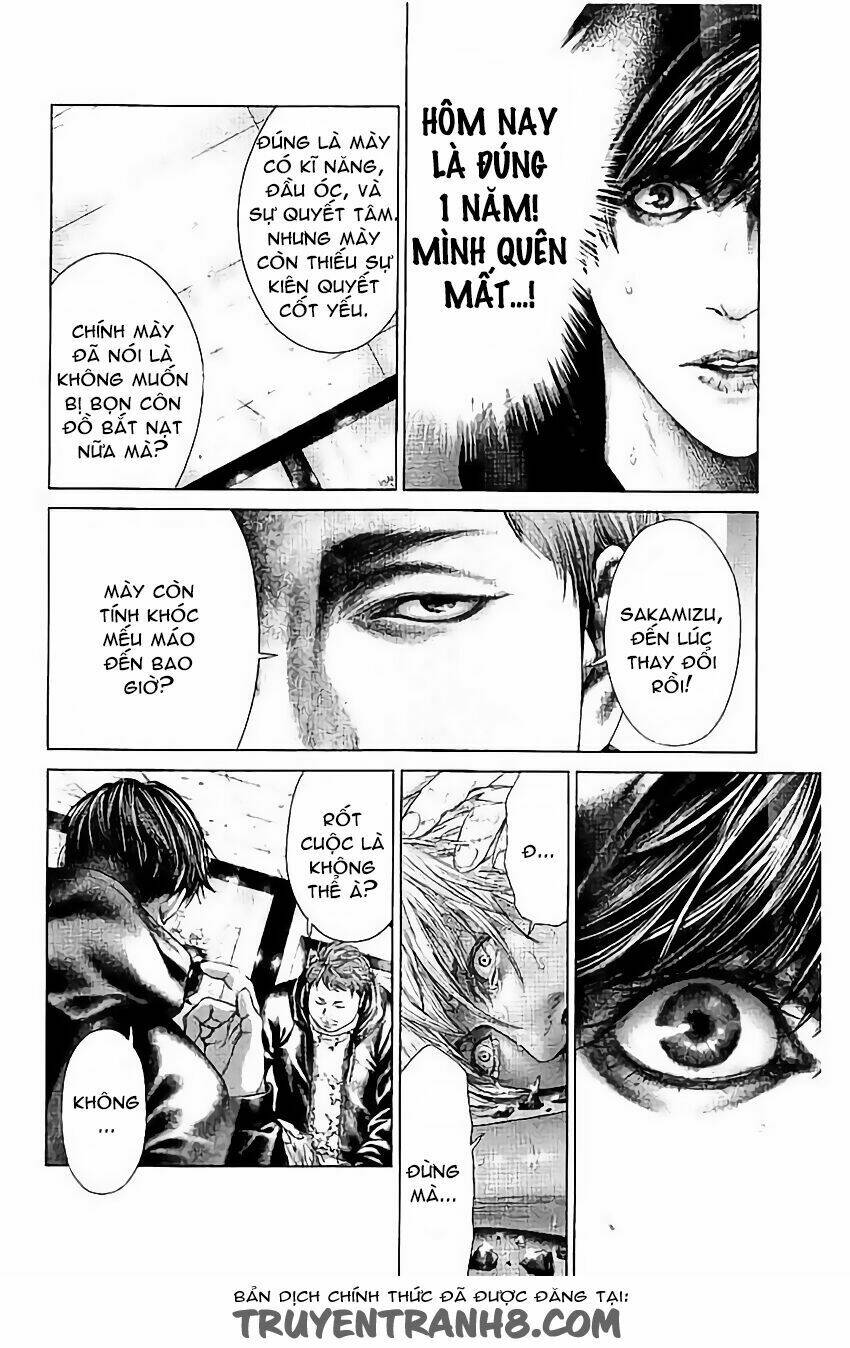 HÔM NAY
LÀ ĐÚNG
1 NĂM!
MÌNH QUÊN
MẤT...!
ĐÚNG LÀ MÀY
CÓ KĨ NĂNG,
ĐẦU ÓC, VÀ
SỰ QUYẾT TÂM.
NHƯNG MÀY
CÒN THIẾU SỰ
KIÊN QUYẾT
CỐT YẾU.
CHÍNH MÀY
ĐÃ NÓI LÀ
KHÔNG MUỐN
BỊ BỌN CÔN
ĐỒ BẮT NẠT
NỮA MÀ?
SAKAMIZU,
ĐẾN LÚC
THAY ĐỔI
RỒI!
MÀY CÒN
TÍNH KHÓC
MẾU MÁO
ĐẾN BAO
GIỜ?
Đ...
ĐỪNG
MÀ...
RỐT
CUỘC LÀ
KHÔNG
THỂ À?
KHÔNG
...
BẢN DỊCH CHÍNH THỨC ĐÃ ĐƯỢC ĐĂNG TẠI:
TRUYENTRANH8.COM